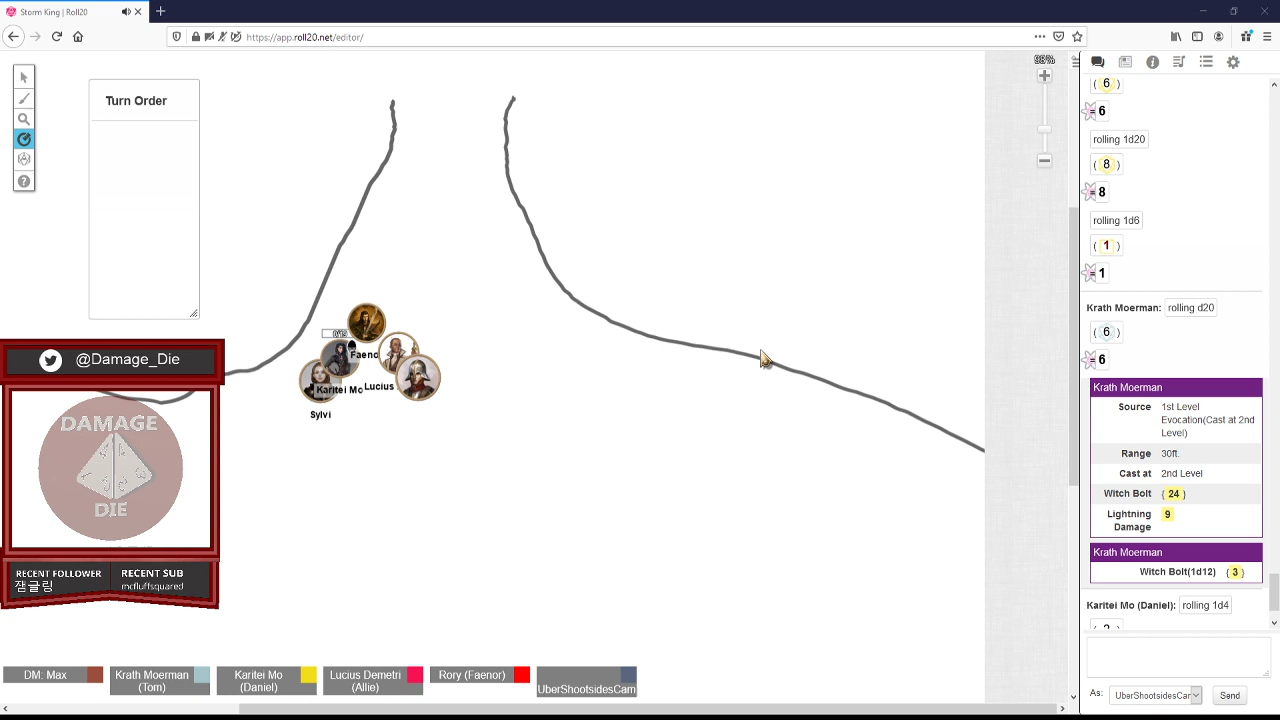 Storm King | Roll20
https://app.roll20.net/editor/
Turn Order
89%
@Damage_Die
DAMAGE
DIE
RECENT FOLLOWER
잼글링
RECENT SUB
mcfluffsquared
Faeno
Karitei Mo
Lucius
Sylvi
DM: Max
Krath Moerman
(Tom)
Karitei Mo
(Daniel)
Lucius Demetri
(Allie)
Rory (Faenor)
UberShootsidesCam
(6)
=6
rolling 1d20
(8)
=8
rolling 1d6
(1)
=1
Krath Moerman: rolling d20
(6)
=6
Krath Moerman
Source 1st Level
Evocation(Cast at 2nd
Level)
Range 30ft.
Cast at 2nd Level
Witch Bolt (24)
Lightning 9
Damage
Krath Moerman
Witch Bolt(1d12) (3)
Karitei Mo (Daniel): rolling 1d4
As: UberShootsidesCar
Send